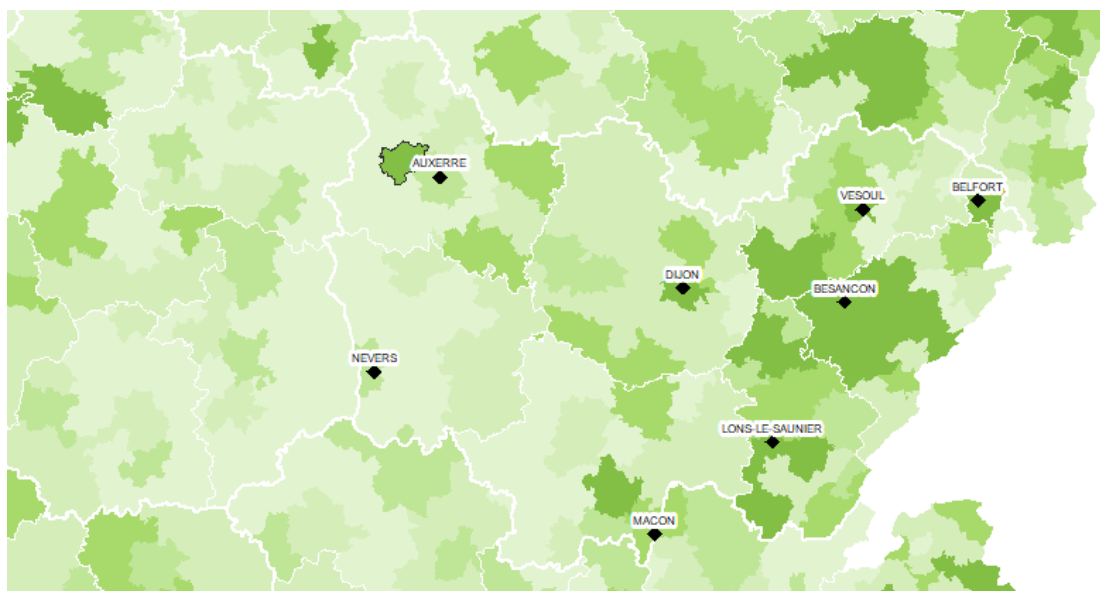 AUXERRE
BELFORT
VESOUL
DIJON
BESANCON
NEVERS
LONS-LE-SAUNIER
MACON